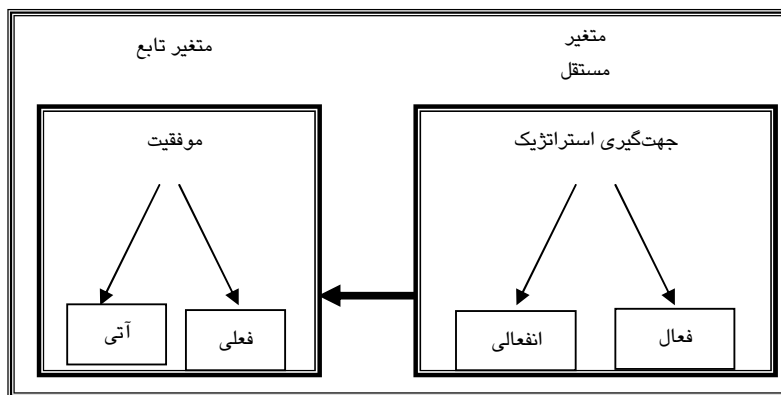 متغیر
مستقل
متغیر تابع
جهت‌گیری استراتژیک
موفقیت
فعال
انفعالی
فعلی
آتی